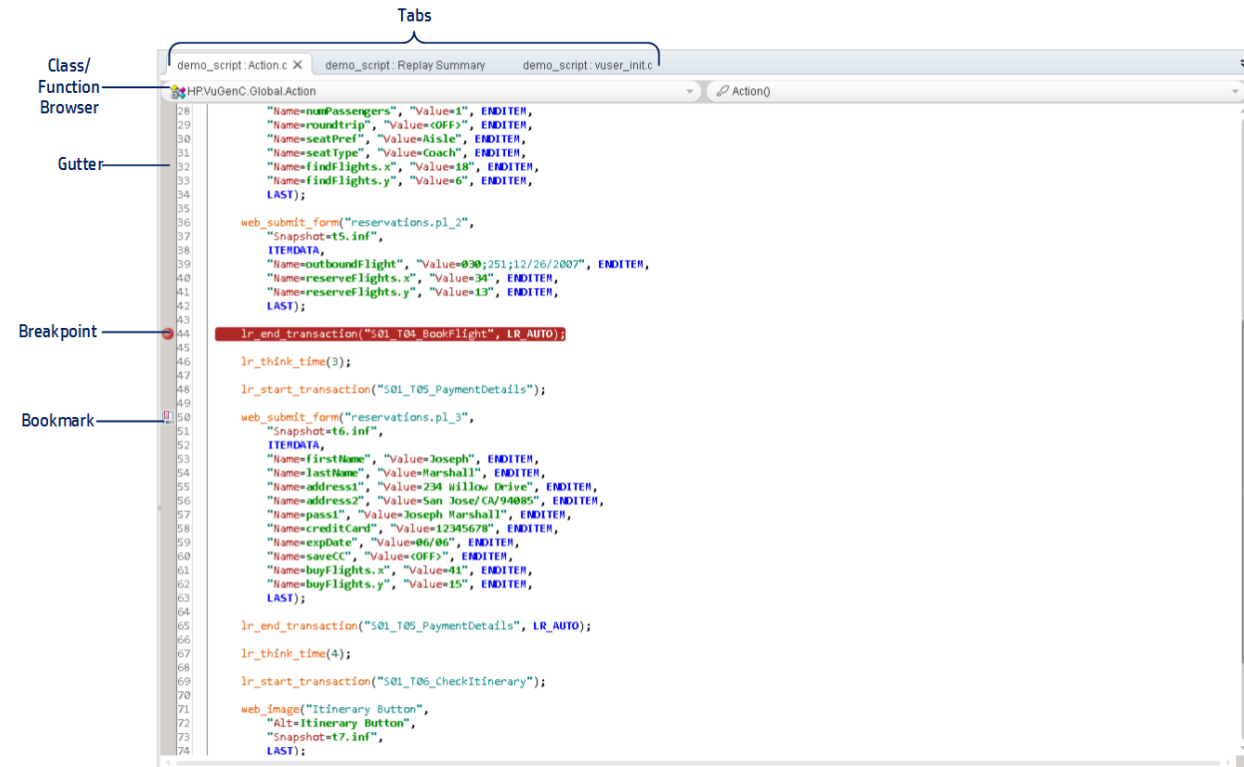 Tabs
Class/
Function
Browser
Gutter
Breakpoint
Bookmark
demo_script : Action.c X demo_script : Replay Summary demo_script : vuser_init.c
HP.VuGenC.Global.Action Action()
28 "Name=numPassengers", "Value=1", ENDITEM,
29 "Name=roundtrip", "Value=<OFF>", ENDITEM,
30 "Name=seatPref", "Value=Aisle", ENDITEM,
31 "Name=seatType", "Value=Coach", ENDITEM,
32 "Name=findFlights.x", "Value=18", ENDITEM,
33 "Name=findFlights.y", "Value=6", ENDITEM,
34 LAST);
35
36 web_submit_form("reservations.pl_2",
37 "Snapshot=t5.inf",
38 ITEMDATA,
39 "Name=outboundFlight", "Value=030;251;12/26/2007", ENDITEM,
40 "Name=reserveFlights.x", "Value=34", ENDITEM,
41 "Name=reserveFlights.y", "Value=13", ENDITEM,
42 LAST);
43
44 lr_end_transaction("S01_T04_BookFlight", LR_AUTO);
45
46 lr_think_time(3);
47
48 lr_start_transaction("S01_T05_PaymentDetails");
49
50 web_submit_form("reservations.pl_3",
51 "Snapshot=t6.inf",
52 ITEMDATA,
53 "Name=firstName", "Value=Joseph", ENDITEM,
54 "Name=lastName", "Value=Marshall", ENDITEM,
55 "Name=address1", "Value=234 Willow Drive", ENDITEM,
56 "Name=address2", "Value=San Jose/CA/94085", ENDITEM,
57 "Name=pass1", "Value=Joseph Marshall", ENDITEM,
58 "Name=creditCard", "Value=12345678", ENDITEM,
59 "Name=expDate", "Value=06/06", ENDITEM,
60 "Name=saveCC", "Value=<OFF>", ENDITEM,
61 "Name=buyFlights.x", "Value=41", ENDITEM,
62 "Name=buyFlights.y", "Value=15", ENDITEM,
63 LAST);
64
65 lr_end_transaction("S01_T05_PaymentDetails", LR_AUTO);
66
67 lr_think_time(4);
68
69 lr_start_transaction("S01_T06_CheckItinerary");
70
71 web_image("Itinerary Button",
72 "Alt=Itinerary Button",
73 "Snapshot=t7.inf",
74 LAST);